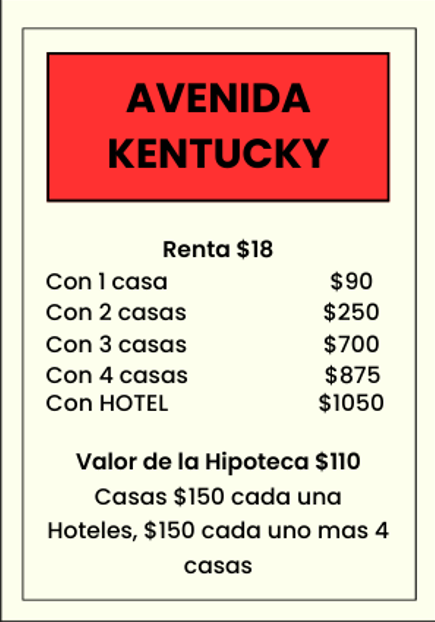 AVENIDA
KENTUCKY
Renta $18
Con 1 casa $90
Con 2 casas $250
Con 3 casas $700
Con 4 casas $875
Con HOTEL $1050
Valor de la Hipoteca $110
Casas $150 cada una
Hoteles, $150 cada uno mas 4
casas